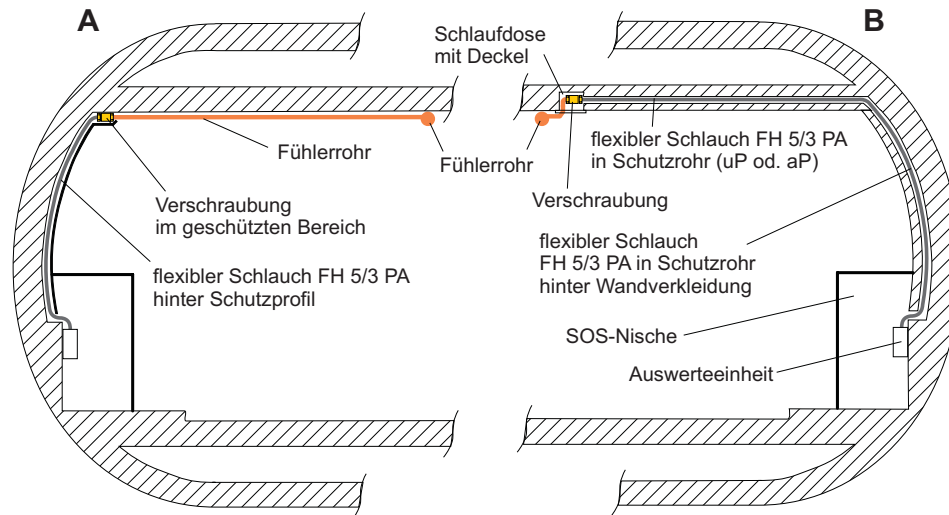 A
B
Schlaufdose
mit Deckel
flexibler Schlauch FH 5/3 PA
in Schutzrohr (uP od. aP)
Fühlerrohr
Fühlerrohr
Verschraubung
im geschützten Bereich
Verschraubung
flexibler Schlauch
FH 5/3 PA in Schutzrohr
hinter Wandverkleidung
flexibler Schlauch FH 5/3 PA
hinter Schutzprofil
SOS-Nische
Auswerteeinheit